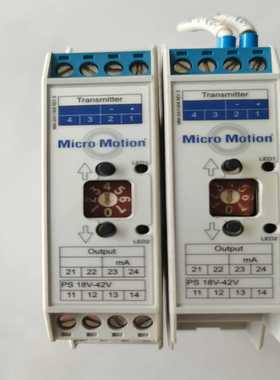 Transmitter
4 3 2 1
Micro Motion
LED2
Output
mA
21 22 23 24
PS 18V-42V
11 12 13 14
Transmitter
4 3 2 1
Micro Motion
LED1
LED2
Output
mA
21 22 23 24
PS 18V-42V
11 12 13 14